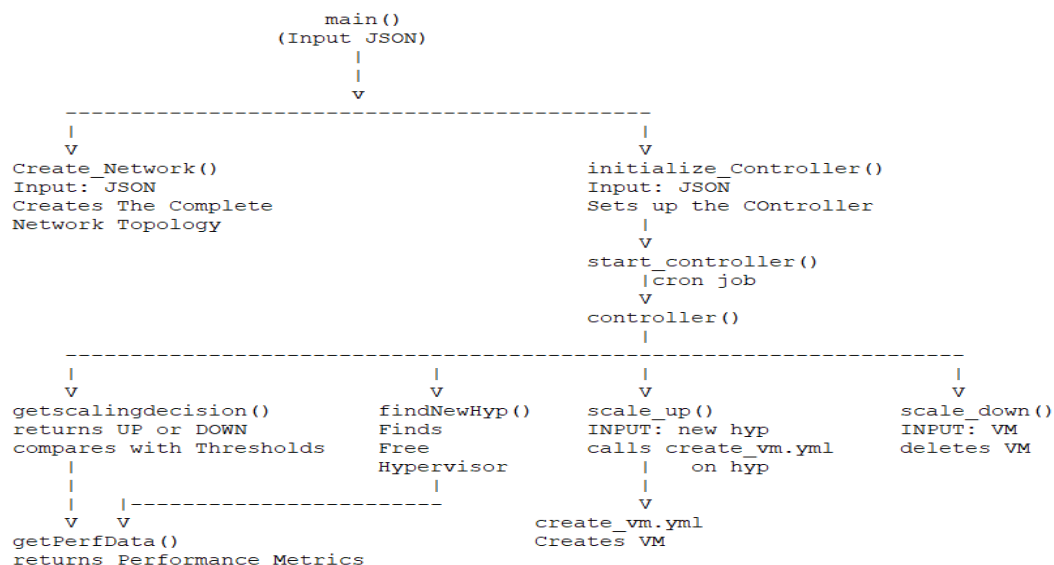 main()
(Input JSON)
Create_Network()
Input: JSON
Creates The Complete
Network Topology
initialize_Controller()
Input: JSON
Sets up the COntroller
start_controller()
cron job
controller()
getscalingdecision()
returns UP or DOWN
compares with Thresholds
findNewHyp()
Finds
Free
Hypervisor
scale_up()
INPUT: new hyp
calls create_vm.yml
on hyp
scale_down()
INPUT: VM
deletes VM
getPerfData()
returns Performance Metrics
create_vm.yml
Creates VM